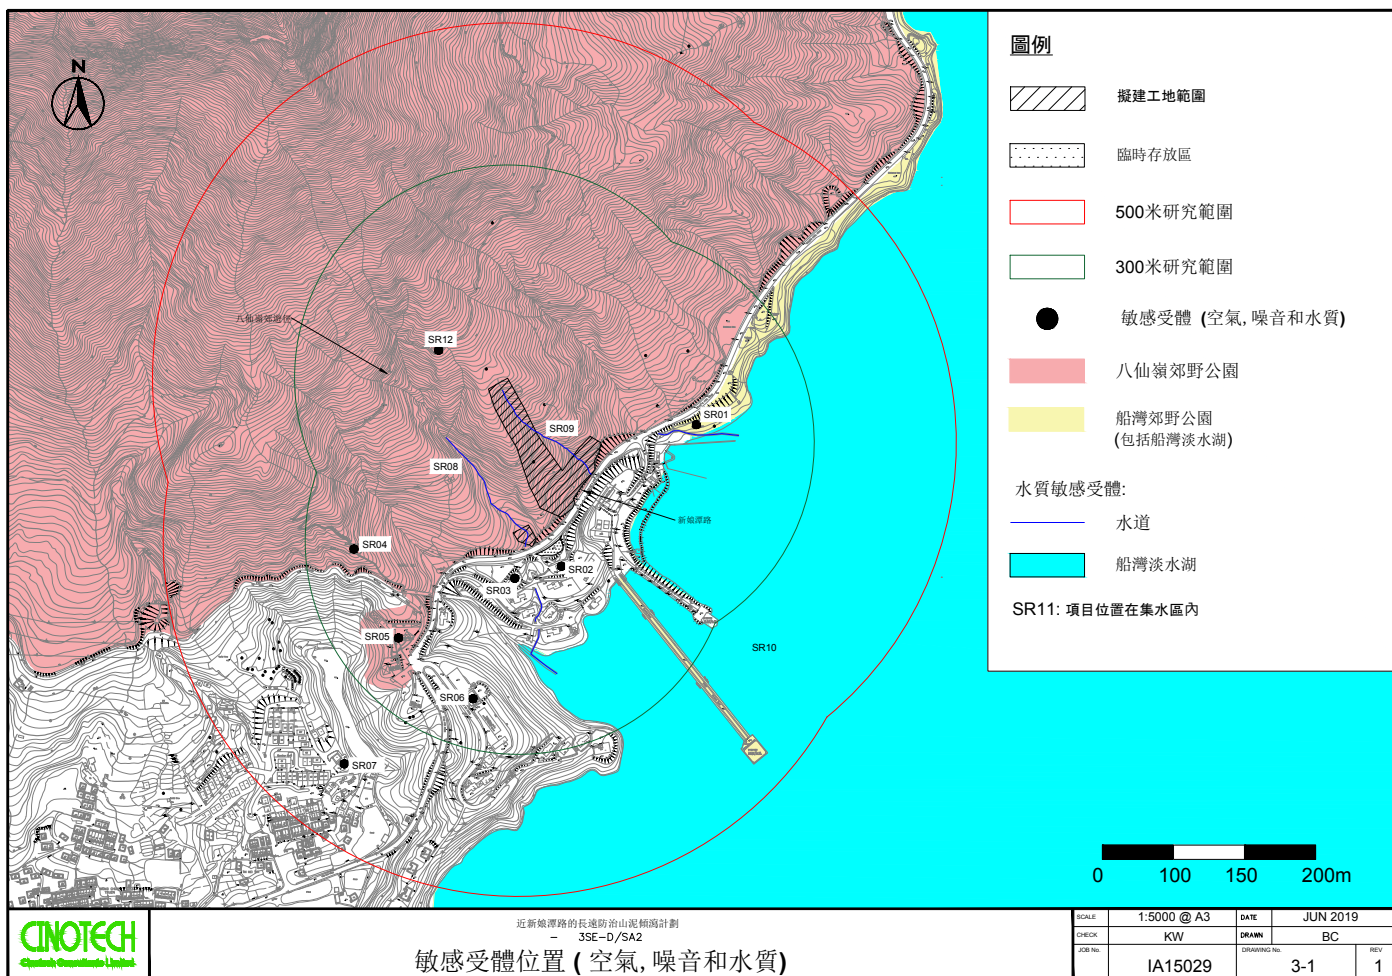 N
圖例
擬建工地範圍
臨時存放區
500米研究範圍
300米研究範圍
敏感受體 (空氣, 噪音和水質)
八仙嶺郊野公園
船灣郊野公園
(包括船灣淡水湖)
水質敏感受體:
水道
船灣淡水湖
SR11: 項目位置在集水區內
八仙嶺郊遊徑
SR12
SR01
SR09
SR08
新娘潭路
SR04
SR02
SR03
SR05
SR10
SR06
SR07
0 100 150 200m
CINOTECH
Cinotech Consultants Limited
近新娘潭路的長遠防治山泥傾瀉計劃
- 3SE-D/SA2
敏感受體位置 ( 空氣, 噪音和水質)
SCALE 1:5000 @ A3 DATE JUN 2019
CHECK KW DRAWN BC
JOB No. IA15029 DRAWING No. 3-1 REV 1